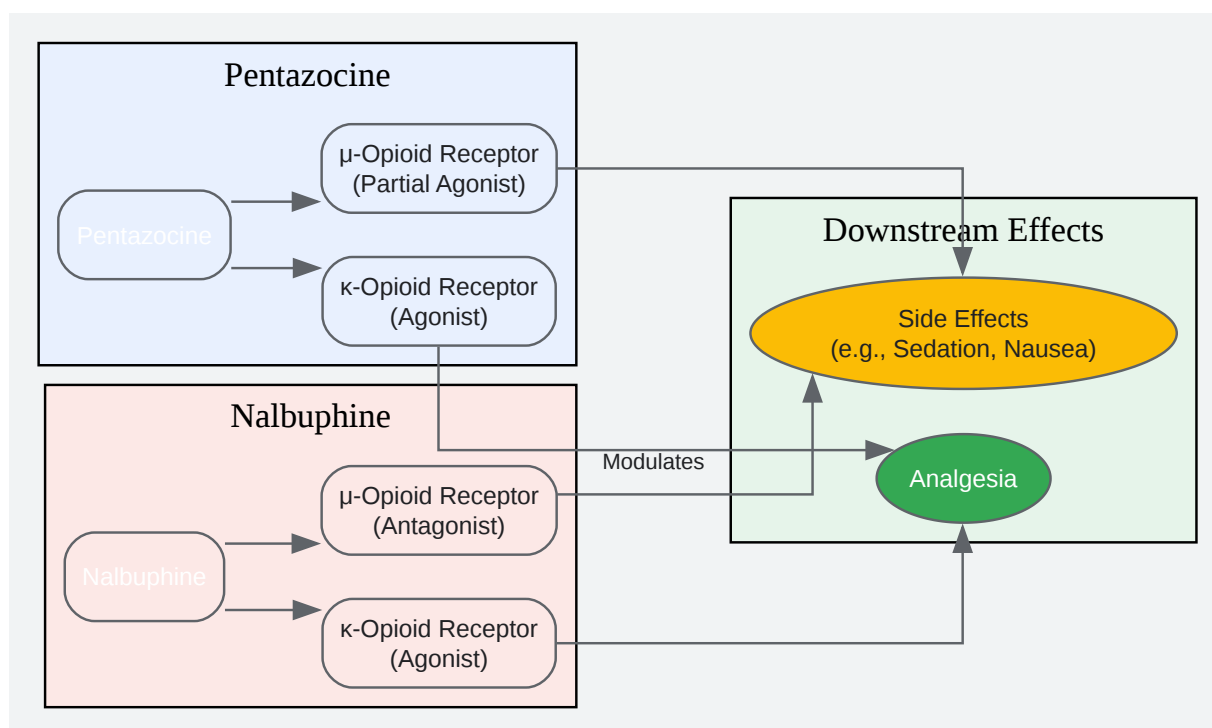 Pentazocine
μ-Opioid Receptor
(Partial Agonist)
Pentazocine
κ-Opioid Receptor
(Agonist)
Downstream Effects
Side Effects
(e.g., Sedation, Nausea)
Nalbuphine
Modulates
Analgesia
μ-Opioid Receptor
(Antagonist)
Nalbuphine
κ-Opioid Receptor
(Agonist)